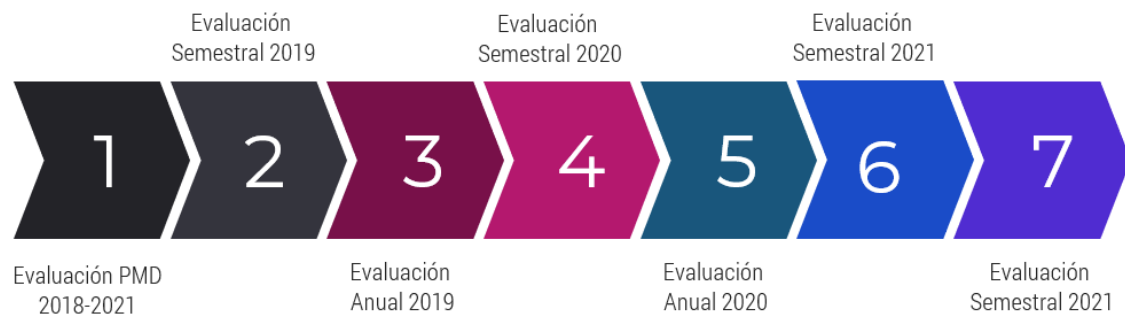 Evaluación
Semestral 2019
Evaluación
Semestral 2020
Evaluación
Semestral 2021
1
2
3
4
5
6
7
Evaluación PMD
2018-2021
Evaluación
Anual 2019
Evaluación
Anual 2020
Evaluación
Semestral 2021